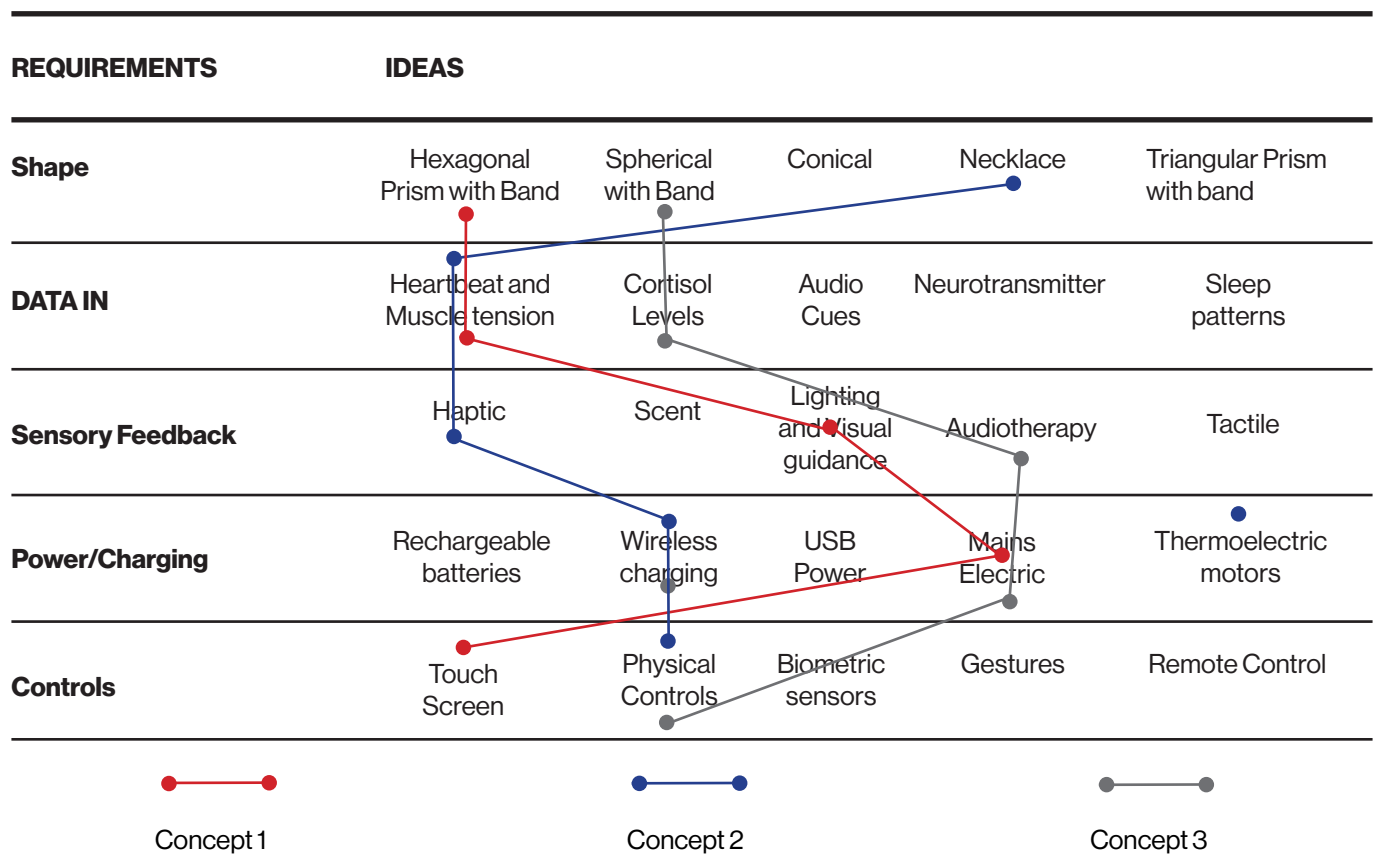 REQUIREMENTS IDEAS
Shape
Hexagonal
Prism with Band
Spherical
with Band
Conical
Necklace
Triangular Prism
with band
DATA IN
Heartbeat and
Muscle tension
Cortisol
Levels
Audio
Cues
Neurotransmitter
Sleep
patterns
Sensory Feedback
Haptic
Scent
Lighting
and Visual
guidance
Audiotherapy
Tactile
Power/Charging
Rechargeable
batteries
Wireless
charging
USB
Power
Mains
Electric
Thermoelectric
motors
Controls
Touch
Screen
Physical
Controls
Biometric
sensors
Gestures
Remote Control
Concept 1
Concept 2
Concept 3